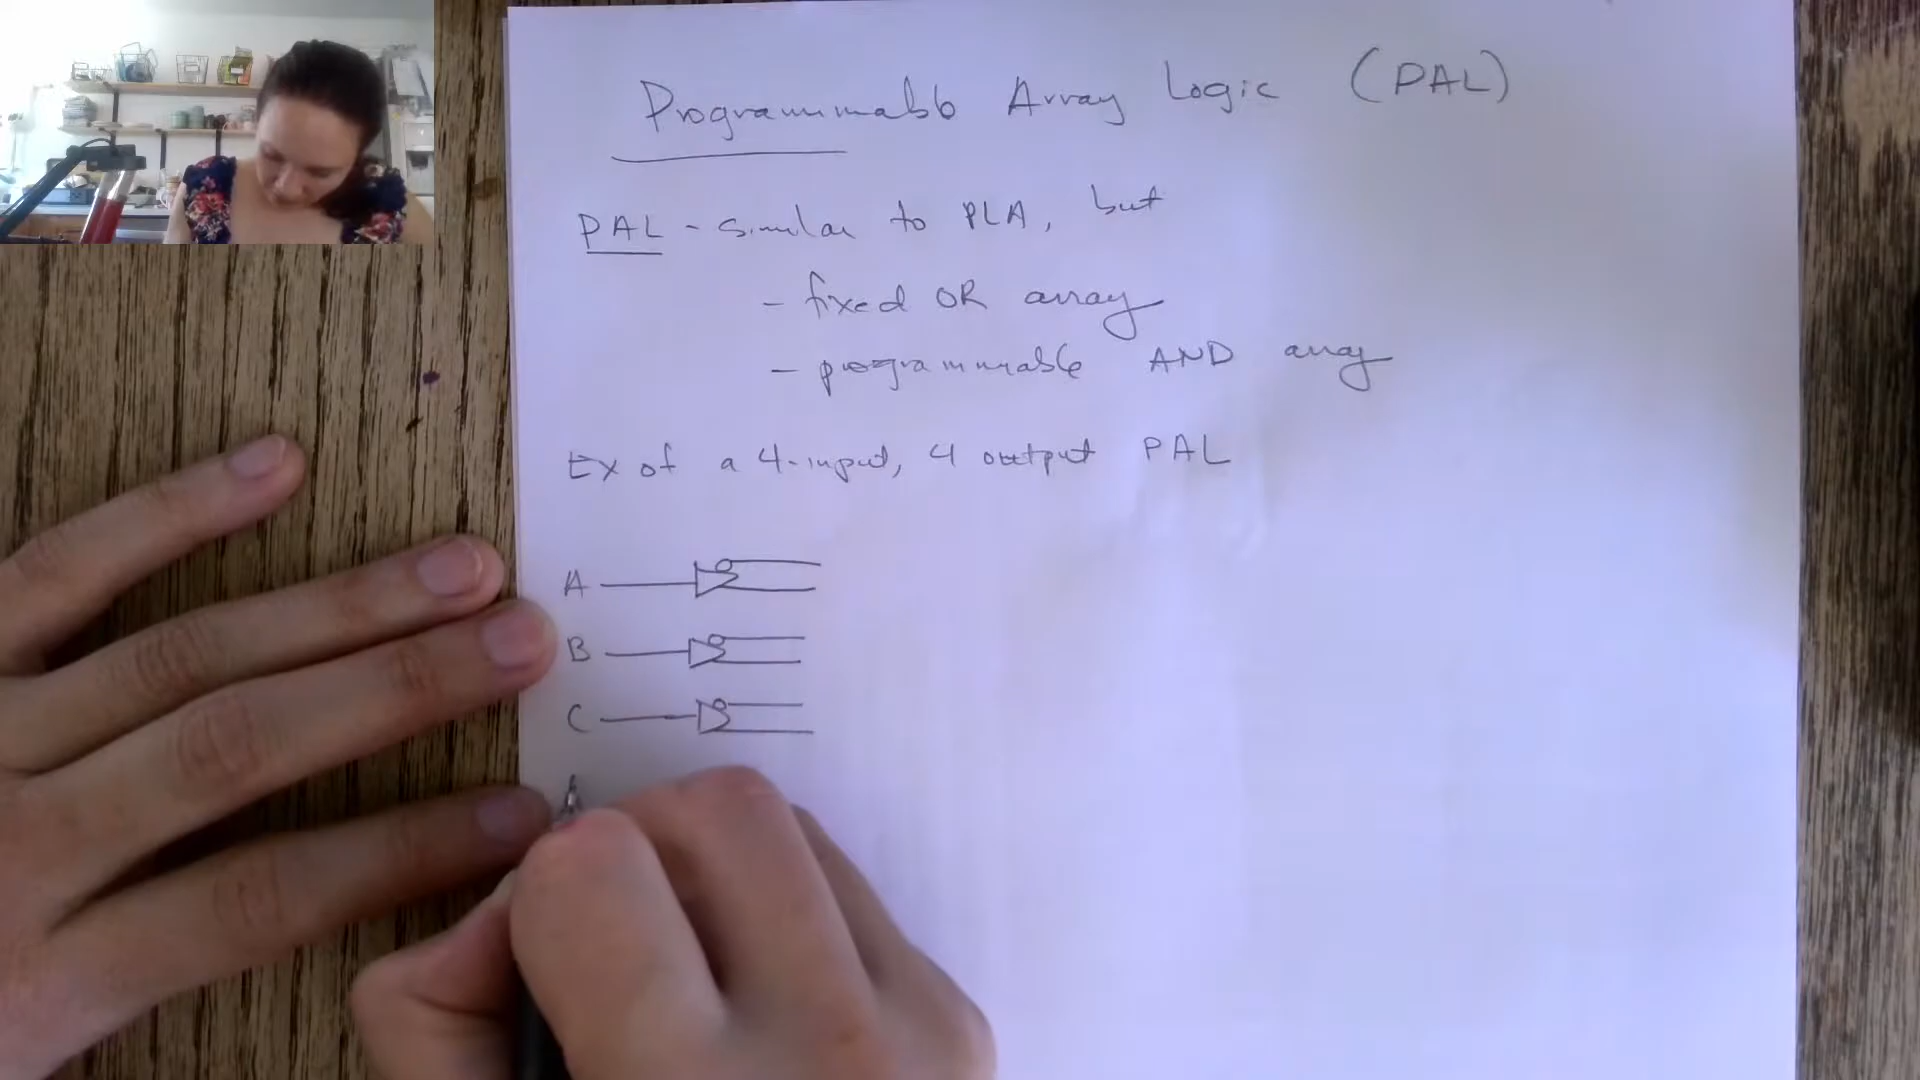 Programmable Array Logic (PAL)
PAL - Similar to PLA, but
- fixed OR array
- programmable AND array
Ex of a 4-input, 4 output PAL
A
B
C